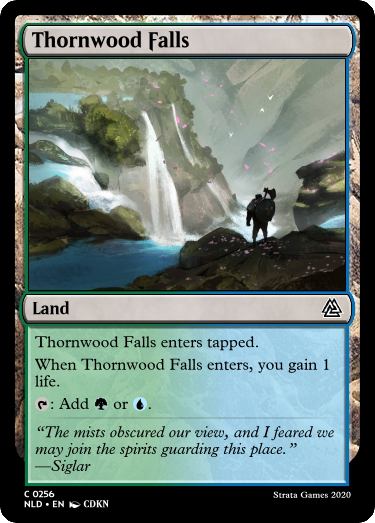 Thornwood Falls
Land
Thornwood Falls enters tapped.
When Thornwood Falls enters, you gain 1
life.
: Add or .
“The mists obscured our view, and I feared we
may join the spirits guarding this place.”
—Siglar
C 0256
NLD • EN CDKN
Strata Games 2020